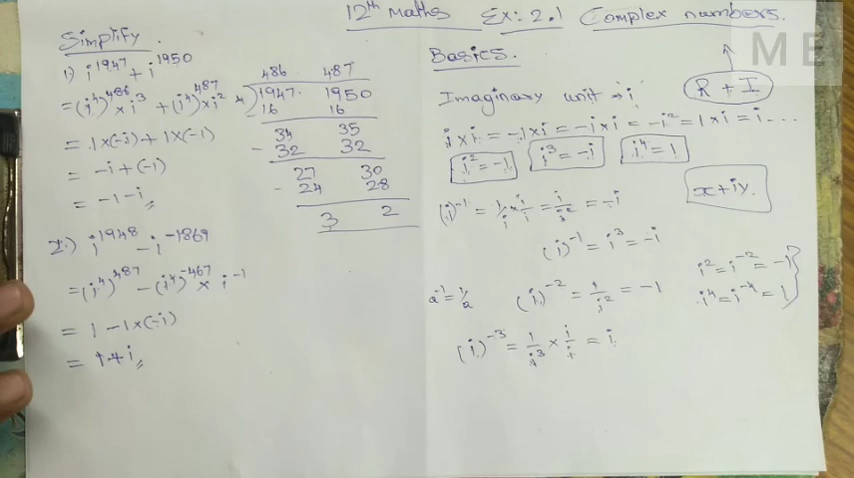 12th Maths Ex: 2.1 Complex numbers.
ME
Simplify.
1) i^1947 + i^1950
= (i^4)^486 × i^3 + (i^4)^487 × i^2
= 1×(-i) + 1×(-1)
= -i + (-1)
= -1 - i
486 487
4) 1947 1950
16 16
34 35
- 32 32
27 30
- 24 28
3 2
2.) i^1948 - i^-1869
= (i^4)^487 - (i^4)^-467 × i^-1
= 1 - 1×(-i)
= 1+i
Basics.
R + I
Imaginary unit → i
i×i = -1×i = -i×i = -i^2 = 1×i = i....
i^2 = -1 i^3 = -i i^4 = 1
x+iy.
(i)^-1 = 1/i × i/i = i/i^2 = -i
(i)^-1 = i^3 = -i
a^-1 = 1/a (i)^-2 = 1/i^2 = -1
i^2 = i^-2 = -1
i^4 = i^-4 = 1
(i)^-3 = 1/i^3 × i/i = i